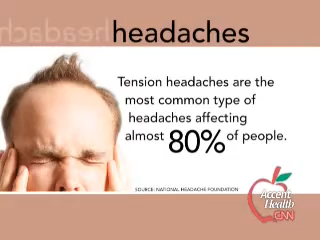 headaches
headaches
Tension headaches are the
most common type of
headaches affecting
almost 80% of people.
SOURCE: NATIONAL HEADACHE FOUNDATION
Accent
Health
CNN